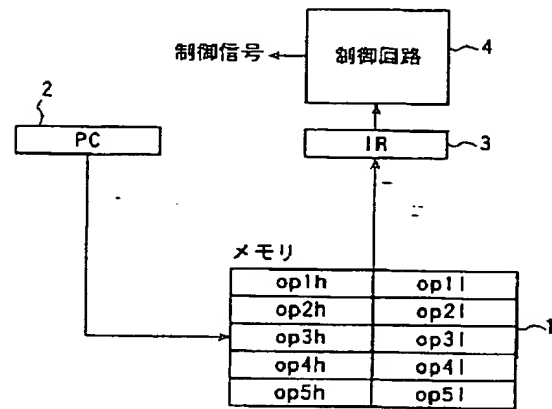 制御信号
制御回路
4
2
PC
IR
3
メモリ
op1h op1l
op2h op2l
op3h op3l
op4h op4l
op5h op5l
1